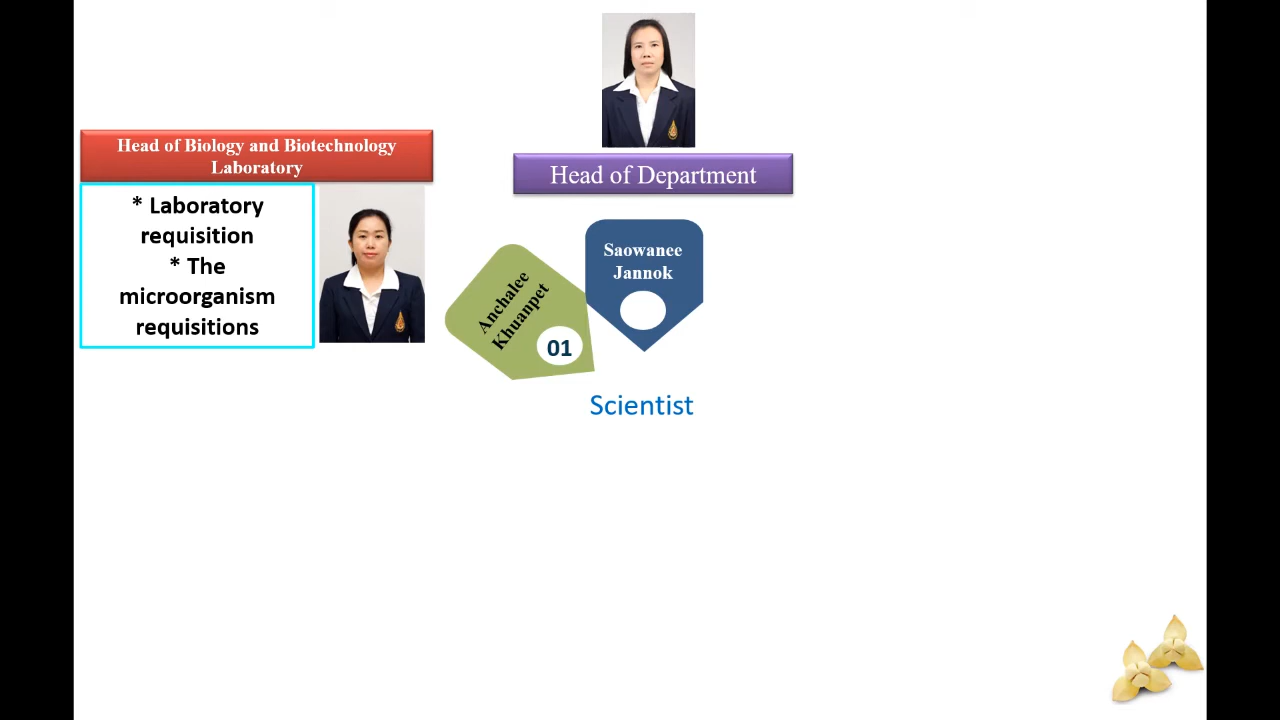 Head of Biology and Biotechnology
Laboratory
* Laboratory
requisition
* The
microorganism
requisitions
Head of Department
Saowanee
Jannok
Anchalee
Khuanpet
01
Scientist